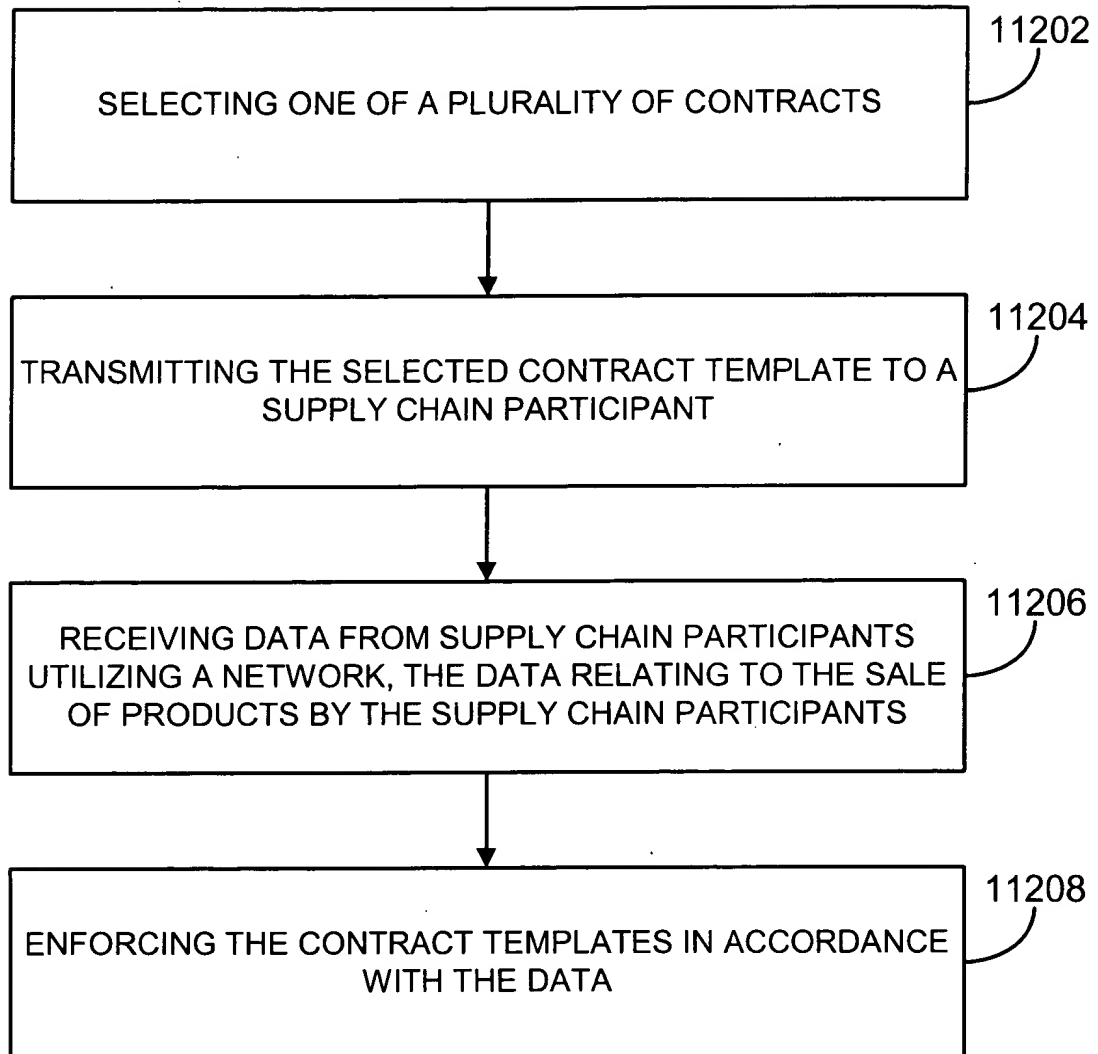 11202
SELECTING ONE OF A PLURALITY OF CONTRACTS
11204
TRANSMITTING THE SELECTED CONTRACT TEMPLATE TO A
SUPPLY CHAIN PARTICIPANT
11206
RECEIVING DATA FROM SUPPLY CHAIN PARTICIPANTS
UTILIZING A NETWORK, THE DATA RELATING TO THE SALE
OF PRODUCTS BY THE SUPPLY CHAIN PARTICIPANTS
11208
ENFORCING THE CONTRACT TEMPLATES IN ACCORDANCE
WITH THE DATA